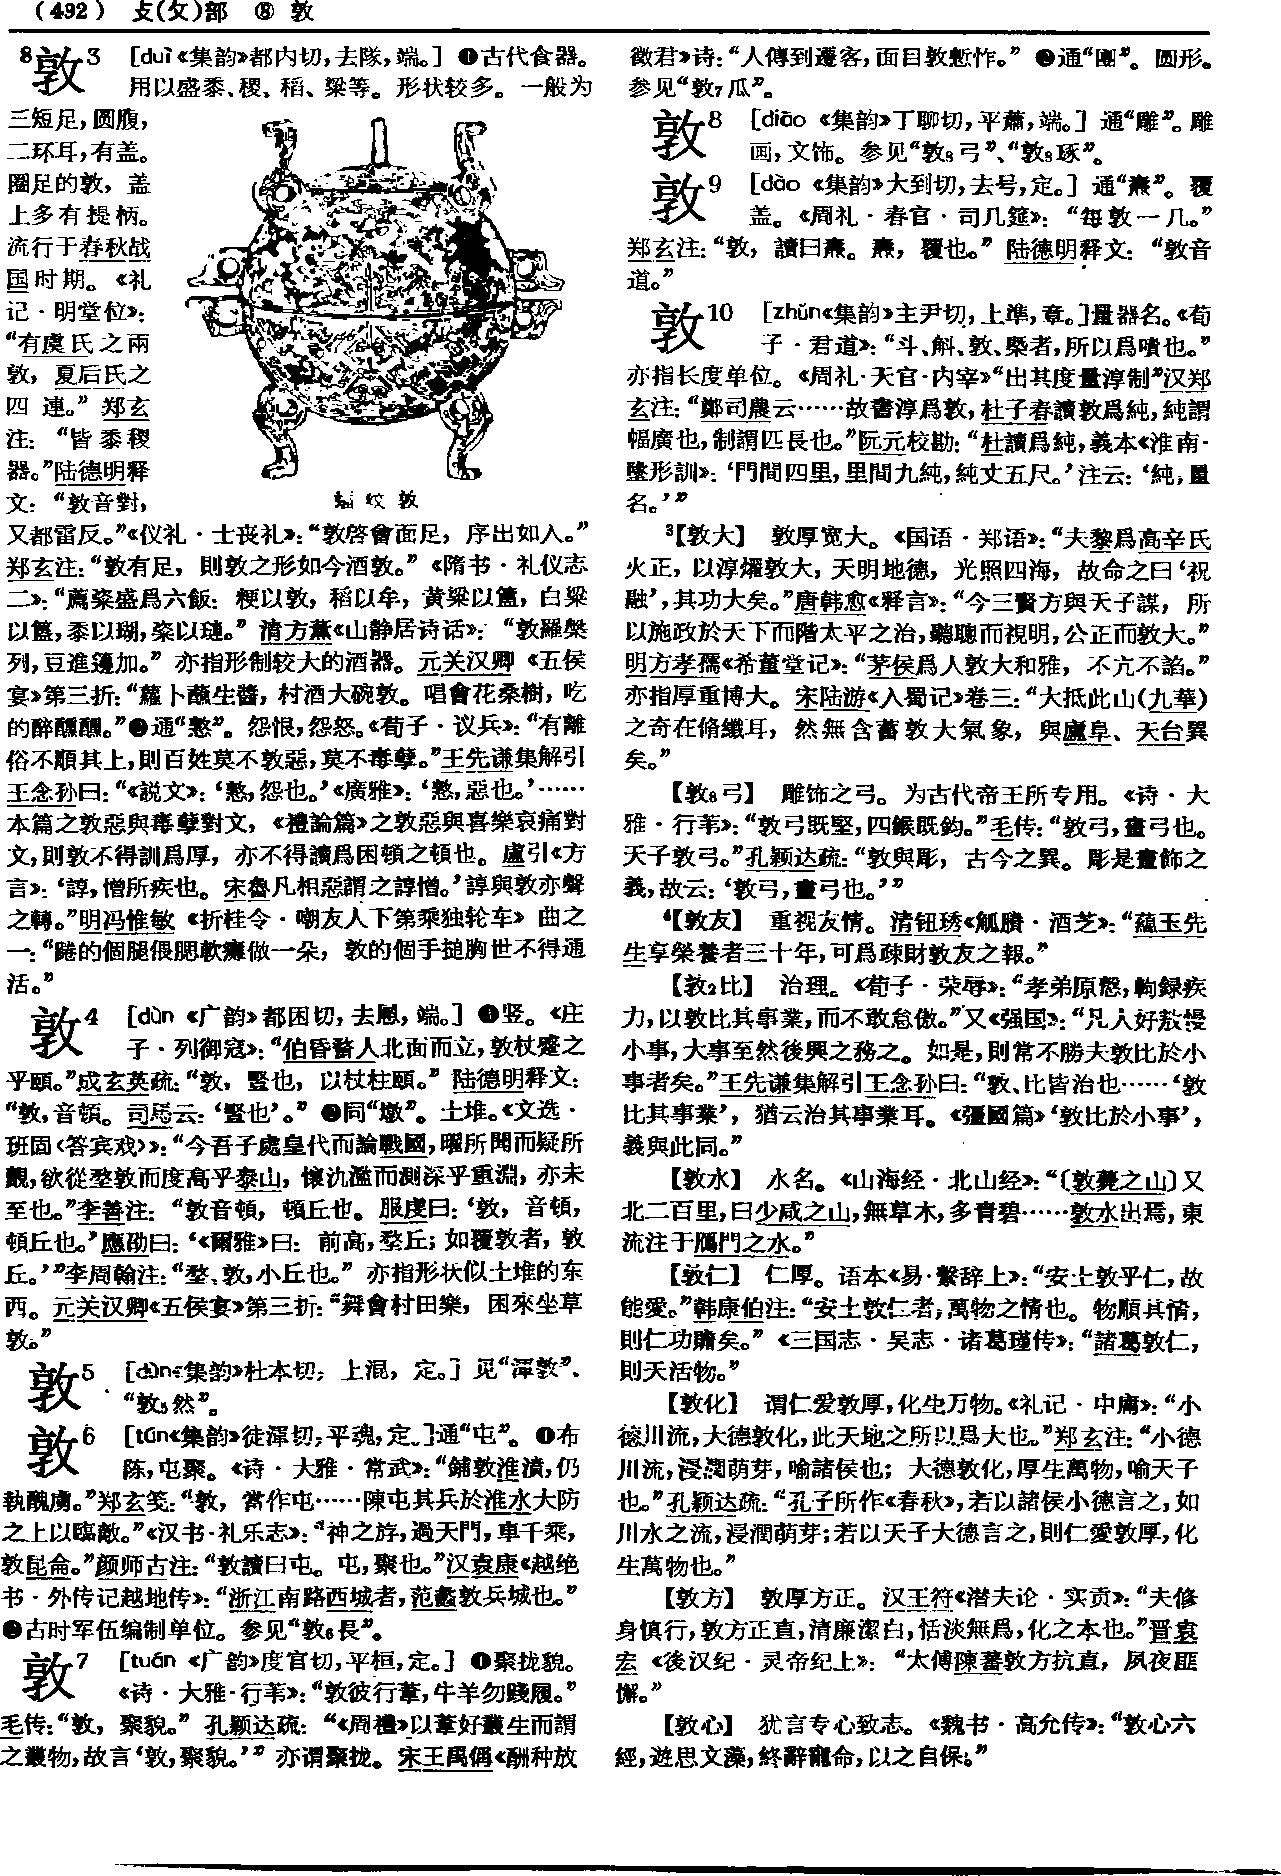 (492) 攴(攵)部 ⑧ 敦
8敦3 [duì《集韵》都内切,去隊,端。] ❶古代食器。
用以盛黍、稷、稻、粱等。形状较多。一般为
三短足,圆腹,
二环耳,有盖。
圈足的敦,盖
上多有提柄。
流行于春秋战
国时期。《礼
记·明堂位》:
“有虞氏之兩
敦,夏后氏之
四連。”郑玄
注:“皆黍稷
器。”陆德明释
文:“敦音對,
蟠纹敦
又都雷反。”《仪礼·士丧礼》:“敦啓會面足,序出如入。”
郑玄注:“敦有足,則敦之形如今酒敦。”《隋书·礼仪志
二》:“薦粢盛爲六飯:粳以敦,稻以牟,黃粱以簠,白粱
以簋,黍以瑚,粢以璉。”清方薰《山静居诗话》:“敦羅槃
列,豆進籩加。”亦指形制较大的酒器。元关汉卿《五侯
宴》第三折:“蘿卜蘸生醬,村酒大碗敦。唱會花桑樹,吃
的醉醺醺。”❷通“憝”。怨恨,怨怒。《荀子·议兵》:“有離
俗不順其上,則百姓莫不敦惡,莫不毒孽。”王先谦集解引
王念孙曰:“《説文》:‘憝,怨也。’《廣雅》:‘憝,惡也。’……
本篇之敦惡與毒孽對文,《禮論篇》之敦惡與喜樂哀痛對
文,則敦不得訓爲厚,亦不得讀爲困頓之頓也。盧引《方
言》:‘諄,憎所疾也。宋魯凡相惡謂之諄憎。’諄與敦亦聲
之轉。”明冯惟敏《折桂令·嘲友人下第乘独轮车》曲之
一:“踡的個腿偎腮軟癱做一朵,敦的個手搥胸世不得通
活。”
敦4 [dùn《广韵》都困切,去慁,端。] ❶竖。《庄
子·列御寇》:“伯昏瞀人北面而立,敦杖蹙之
乎頤。”成玄英疏:“敦,豎也,以杖柱頤。”陆德明释文:
“敦,音頓。司馬云:‘豎也’。”❷同“墩”。土堆。《文选·
班固〈答宾戏〉》:“今吾子處皇代而論戰國,曜所聞而疑所
覿,欲從堥敦而度高乎泰山,懷氿濫而測深乎重淵,亦未
至也。”李善注:“敦音頓,頓丘也。服虔曰:‘敦,音頓,
頓丘也。’應劭曰:‘《爾雅》曰:前高,堥丘;如覆敦者,敦
丘。’”李周翰注:“堥、敦,小丘也。”亦指形状似土堆的东
西。元关汉卿《五侯宴》第三折:“舞會村田樂,困來坐草
敦。”
敦5 [dùn《集韵》杜本切,上混,定。] 见“渾敦”、
“敦5然”。
敦6 [tún《集韵》徒渾切,平魂,定。]通“屯”。❶布
陈,屯聚。《诗·大雅·常武》:“鋪敦淮濆,仍
執醜虜。”郑玄笺:“敦,當作屯……陳屯其兵於淮水大防
之上以臨敵。”《汉书·礼乐志》:“神之斿,過天門,車千乘,
敦昆侖。”颜师古注:“敦讀曰屯。屯,聚也。”汉袁康《越绝
书·外传记越地传》:“浙江南路西城者,范蠡敦兵城也。”
❷古时军伍编制单位。参见“敦6長”。
敦7 [tuán《广韵》度官切,平桓,定。] ❶聚拢貌。
《诗·大雅·行苇》:“敦彼行葦,牛羊勿踐履。”
毛传:“敦,聚貌。”孔颖达疏:“《周禮》以葦好叢生而謂
之叢物,故言‘敦,聚貌。’”亦谓聚拢。宋王禹偁《酬种放
徵君》诗:“人傳到遷客,面目敦慙怍。”❷通“團”。圆形。
参见“敦7瓜”。
敦8 [diāo《集韵》丁聊切,平蕭,端。] 通“雕”。雕
画,文饰。参见“敦8弓”、“敦8琢”。
敦9 [dào《集韵》大到切,去号,定。] 通“燾”。覆
盖。《周礼·春官·司几筵》:“每敦一几。”
郑玄注:“敦,讀曰燾。燾,覆也。”陆德明释文:“敦音
道。”
敦10 [zhǔn《集韵》主尹切,上準,章。]量器名。《荀
子·君道》:“斗、斛、敦、槩者,所以爲嘖也。”
亦指长度单位。《周礼·天官·内宰》“出其度量淳制”汉郑
玄注:“鄭司農云……故書淳爲敦,杜子春讀敦爲純,純謂
幅廣也,制謂匹長也。”阮元校勘:“杜讀爲純,義本《淮南·
墬形訓》:‘門間四里,里間九純,純丈五尺。’注云:‘純,量
名。’”
³【敦大】 敦厚宽大。《国语·郑语》:“夫黎爲高辛氏
火正,以淳燿敦大,天明地德,光照四海,故命之曰‘祝
融’,其功大矣。”唐韩愈《释言》:“今三賢方與天子謀,所
以施政於天下而階太平之治,聽聰而視明,公正而敦大。”
明方孝孺《希董堂记》:“茅侯爲人敦大和雅,不亢不諂。”
亦指厚重博大。宋陆游《入蜀记》卷三:“大抵此山(九華)
之奇在脩纖耳,然無含蓄敦大氣象,與廬阜、天台異
矣。”
【敦8弓】 雕饰之弓。为古代帝王所专用。《诗·大
雅·行苇》:“敦弓既堅,四鍭既鈞。”毛传:“敦弓,畫弓也。
天子敦弓。”孔颖达疏:“敦與彫,古今之異。彫是畫飾之
義,故云:‘敦弓,畫弓也。’”
⁴【敦友】 重视友情。清钮琇《觚賸·酒芝》:“蘊玉先
生享榮養者三十年,可爲疎財敦友之報。”
【敦2比】 治理。《荀子·荣辱》:“孝弟原愨,軥録疾
力,以敦比其事業,而不敢怠傲。”又《强国》:“凡人好敖慢
小事,大事至然後興之務之。如是,則常不勝夫敦比於小
事者矣。”王先谦集解引王念孙曰:“敦、比皆治也……‘敦
比其事業’,猶云治其事業耳。《彊國篇》‘敦比於小事’,
義與此同。”
【敦水】 水名。《山海经·北山经》:“〔敦薨之山〕又
北二百里,曰少咸之山,無草木,多青碧……敦水出焉,東
流注于鴈門之水。”
【敦仁】 仁厚。语本《易·繫辞上》:“安土敦乎仁,故
能愛。”韩康伯注:“安土敦仁者,萬物之情也。物順其情,
則仁功贍矣。”《三国志·吴志·诸葛瑾传》:“諸葛敦仁,
則天活物。”
【敦化】 谓仁爱敦厚,化生万物。《礼记·中庸》:“小
德川流,大德敦化,此天地之所以爲大也。”郑玄注:“小德
川流,浸潤萌芽,喻諸侯也;大德敦化,厚生萬物,喻天子
也。”孔颖达疏:“孔子所作《春秋》,若以諸侯小德言之,如
川水之流,浸潤萌芽;若以天子大德言之,則仁愛敦厚,化
生萬物也。”
【敦方】 敦厚方正。汉王符《潜夫论·实贡》:“夫修
身慎行,敦方正直,清廉潔白,恬淡無爲,化之本也。”晋袁
宏《後汉纪·灵帝纪上》:“太傅陳蕃敦方抗直,夙夜匪
懈。”
【敦心】 犹言专心致志。《魏书·高允传》:“敦心六
經,遊思文藻,終辭寵命,以之自保。”